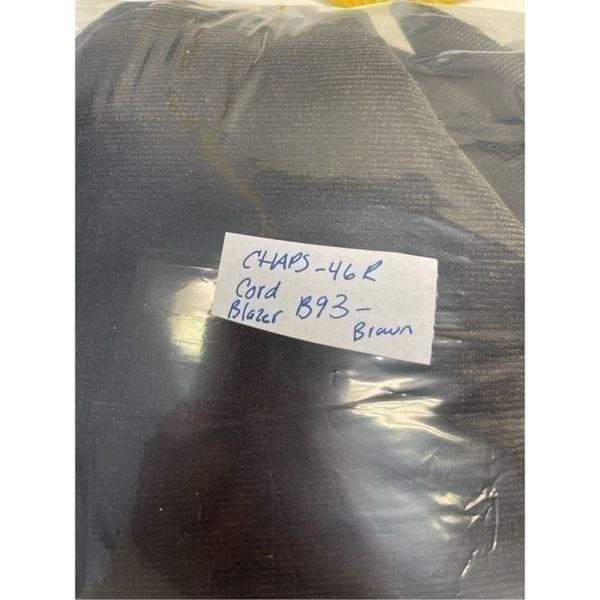 CHAPS-46R
Cord
Blazer B93-
Brown